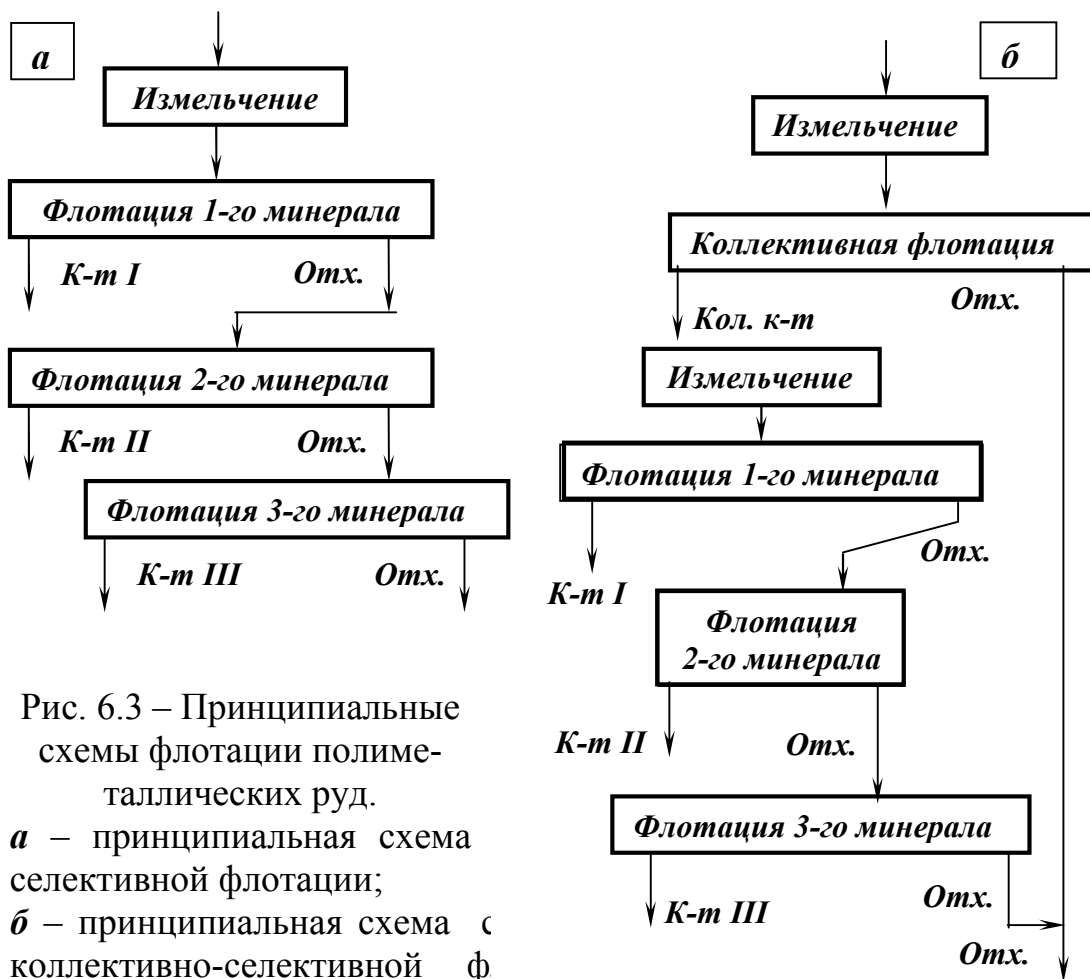 а
Измельчение
Флотация 1-го минерала
К-т I
Отх.
Флотация 2-го минерала
К-т II
Отх.
Флотация 3-го минерала
К-т III
Отх.
Рис. 6.3 – Принципиальные
схемы флотации полиме-
таллических руд.
а – принципиальная схема
селективной флотации;
б – принципиальная схема
коллективно-селективной
б
Измельчение
Коллективная флотация
Отх.
Кол. к-т
Измельчение
Флотация 1-го минерала
Отх.
К-т I
Флотация
2-го минерала
К-т II
Отх.
Флотация 3-го минерала
К-т III
Отх.
Отх.